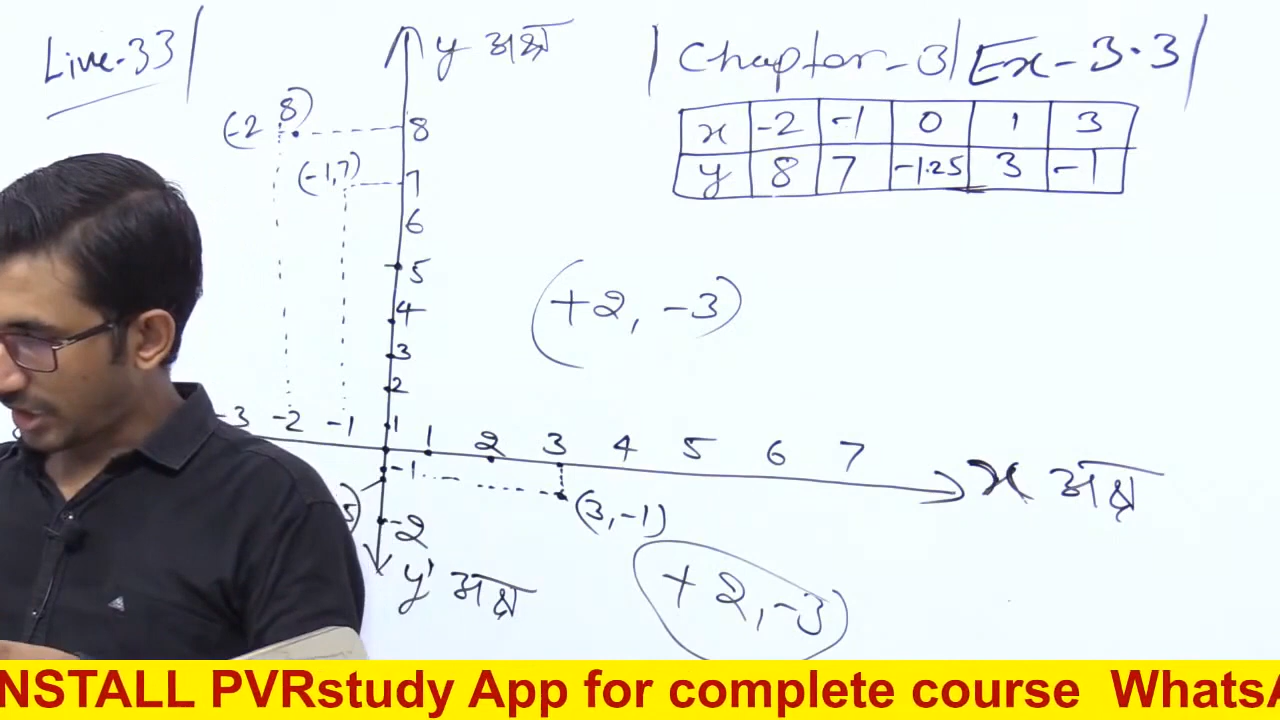 Live-33
Chapter-3 Ex-3.3
x -2 -1 0 1 3
y 8 7 -1.25 3 -1
y अक्ष
(-2 8)
8
(-1,7)
7
6
5
(+2, -3)
4
3
2
1
-3 -2 -1 1 2 3 4 5 6 7
x अक्ष
-1
(3,-1)
5)
-2
y' अक्ष
+2,-3
NSTALL PVRstudy App for complete course WhatsA